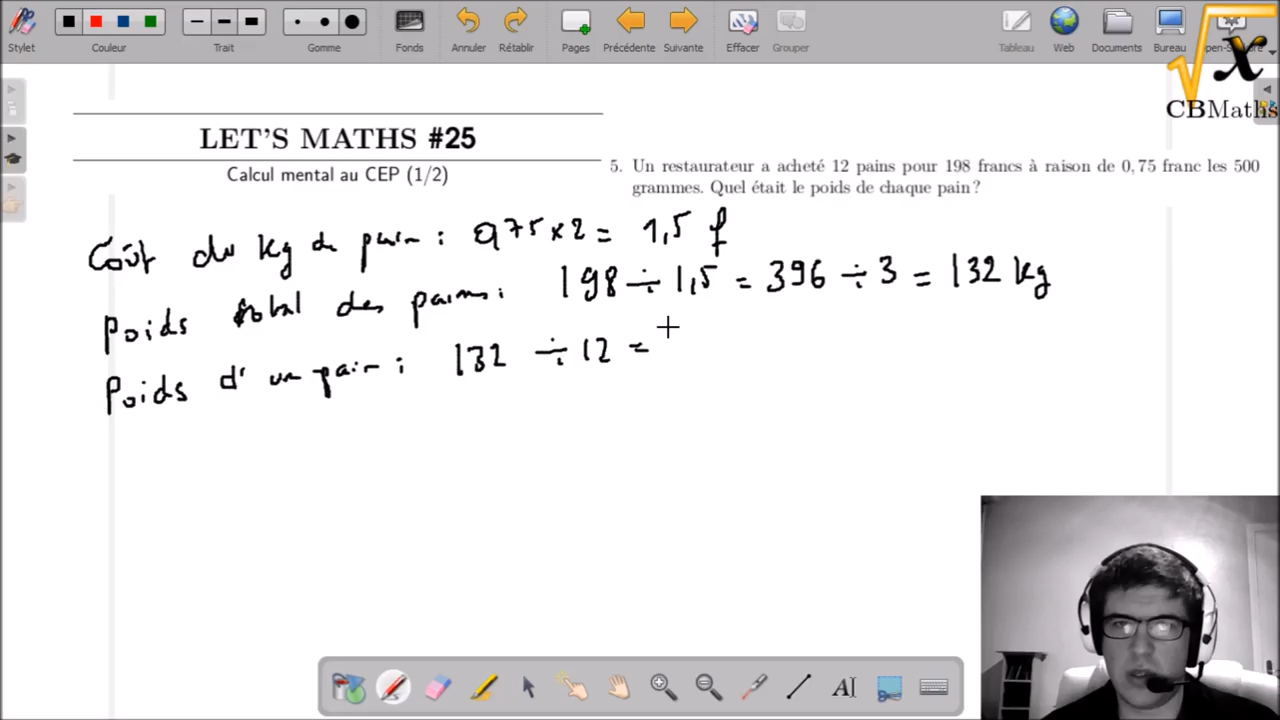 Stylet
Couleur
Trait
Gomme
Fonds
Annuler
Rétablir
Pages
Précédente
Suivante
Effacer
Grouper
Tableau
Web
Documents
Bureau
x
CBMaths
LET'S MATHS #25
Calcul mental au CEP (1/2)
5. Un restaurateur a acheté 12 pains pour 198 francs à raison de 0,75 franc les 500
grammes. Quel était le poids de chaque pain ?
Coût du kg de pain : 0,75 × 2 = 1,5 f
Poids total des pains : 198 ÷ 1,5 = 396 ÷ 3 = 132 kg
Poids d'un pain : 132 ÷ 12 =
AI